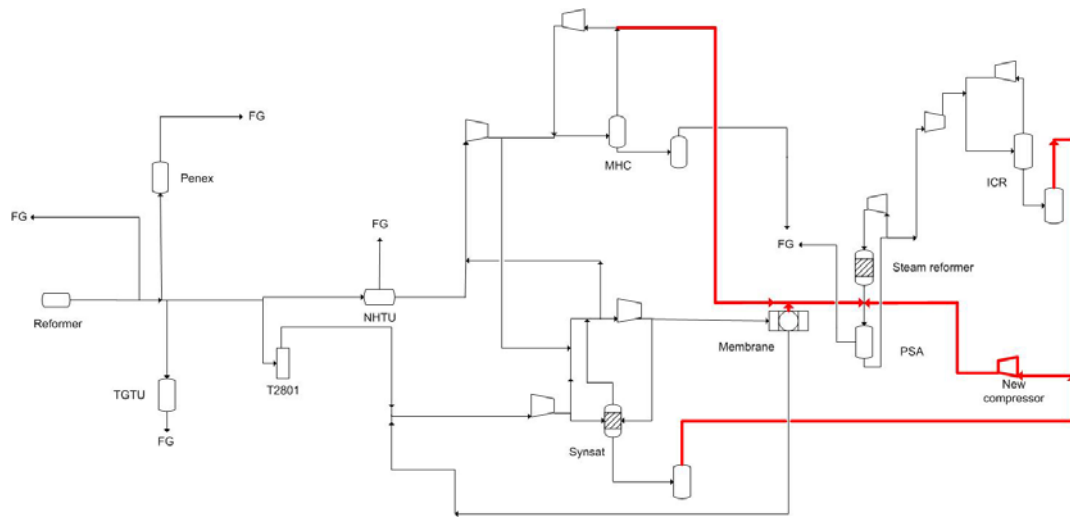 FG
MHC
Penex
ICR
FG
FG
FG
Steam reformer
Reformer
NHTU
Membrane
PSA
TGTU
T2801
New
compressor
FG
Synsat